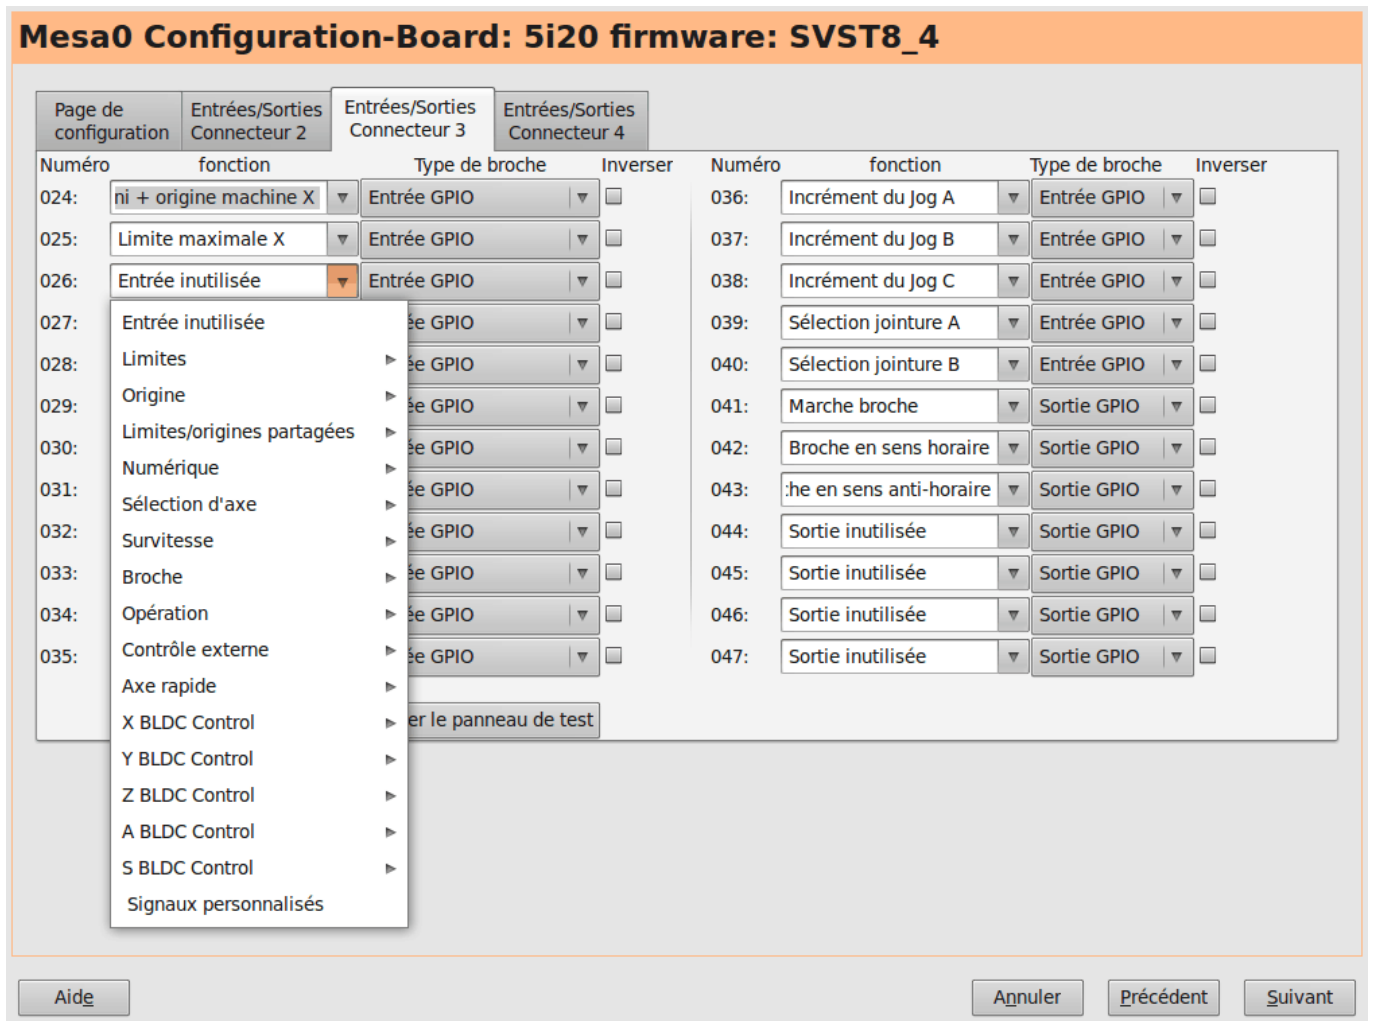 Mesa0 Configuration-Board: 5i20 firmware: SVST8_4
Page de configuration
Entrées/Sorties Connecteur 2
Entrées/Sorties Connecteur 3
Entrées/Sorties Connecteur 4
Numéro fonction Type de broche Inverser Numéro fonction Type de broche Inverser
024: ni + origine machine X Entrée GPIO 036: Incrément du Jog A Entrée GPIO
025: Limite maximale X Entrée GPIO 037: Incrément du Jog B Entrée GPIO
026: Entrée inutilisée Entrée GPIO 038: Incrément du Jog C Entrée GPIO
027: ée GPIO 039: Sélection jointure A Entrée GPIO
028: ée GPIO 040: Sélection jointure B Entrée GPIO
029: ée GPIO 041: Marche broche Sortie GPIO
030: ée GPIO 042: Broche en sens horaire Sortie GPIO
031: ée GPIO 043: :he en sens anti-horaire Sortie GPIO
032: ée GPIO 044: Sortie inutilisée Sortie GPIO
033: ée GPIO 045: Sortie inutilisée Sortie GPIO
034: ée GPIO 046: Sortie inutilisée Sortie GPIO
035: ée GPIO 047: Sortie inutilisée Sortie GPIO
Entrée inutilisée
Limites
Origine
Limites/origines partagées
Numérique
Sélection d'axe
Survitesse
Broche
Opération
Contrôle externe
Axe rapide
X BLDC Control
Y BLDC Control
Z BLDC Control
A BLDC Control
S BLDC Control
Signaux personnalisés
er le panneau de test
Aide Annuler Précédent Suivant